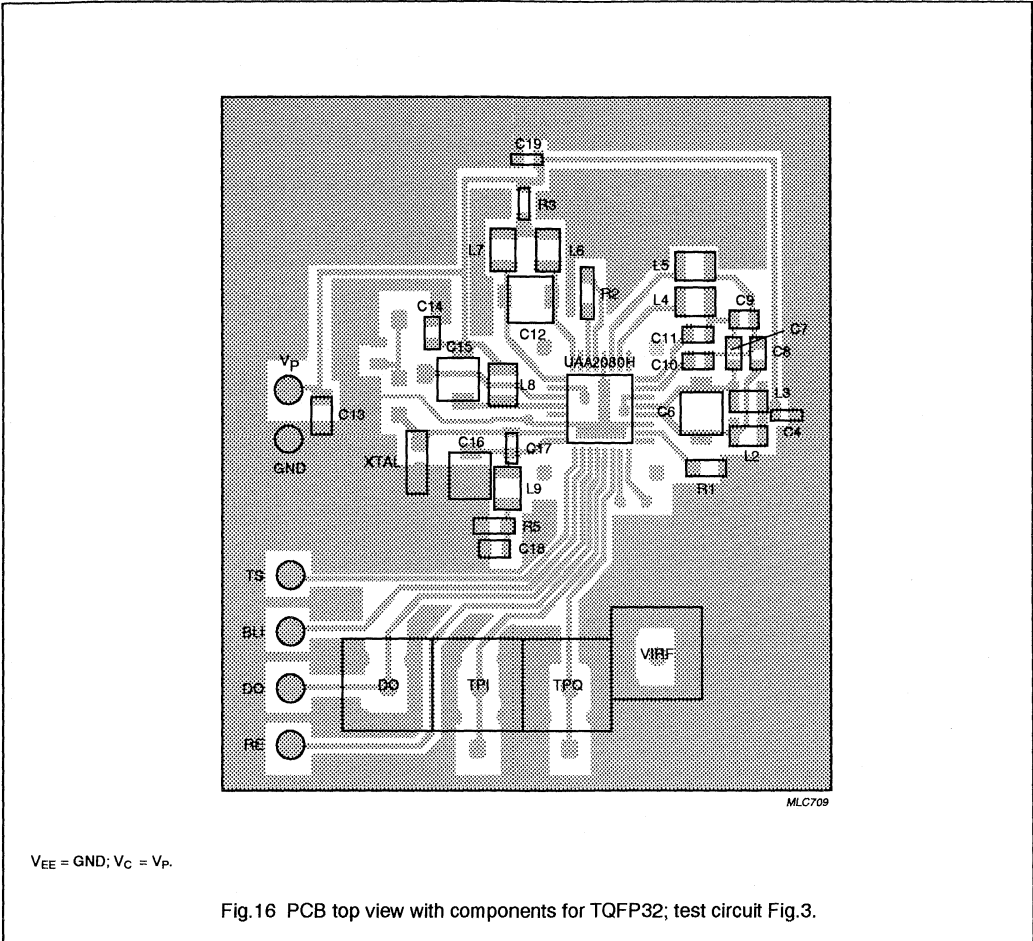 C19
R3
L7
L6
L5
R2
L4
C14
C9
C12
C11
C7
C15
UAA2080H
C10
C8
VP
L8
L3
C13
C6
C4
GND
XTAL
C16
C17
L2
L9
R1
R5
C18
TS
BLI
VIRF
DO
DO
TPI
TPQ
RE
MLC709
VEE = GND; VC = VP.
Fig.16 PCB top view with components for TQFP32; test circuit Fig.3.